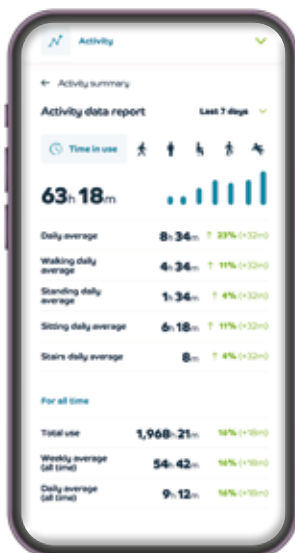 Activity
← Activity summary
Activity data report Last 7 days
Time in use
63h 18m
Daily average 8h 34m ↑ 23% (+32m)
Walking daily average 4h 34m ↑ 11% (+32m)
Standing daily average 1h 34m ↑ 4% (+32m)
Sitting daily average 6h 18m ↑ 11% (+32m)
Stairs daily average 8m ↑ 4% (+32m)
For all time
Total use 1,968h 21m 16% (+18m)
Weekly average (all time) 54h 42m 16% (+18m)
Daily average (all time) 9h 12m 16% (+18m)